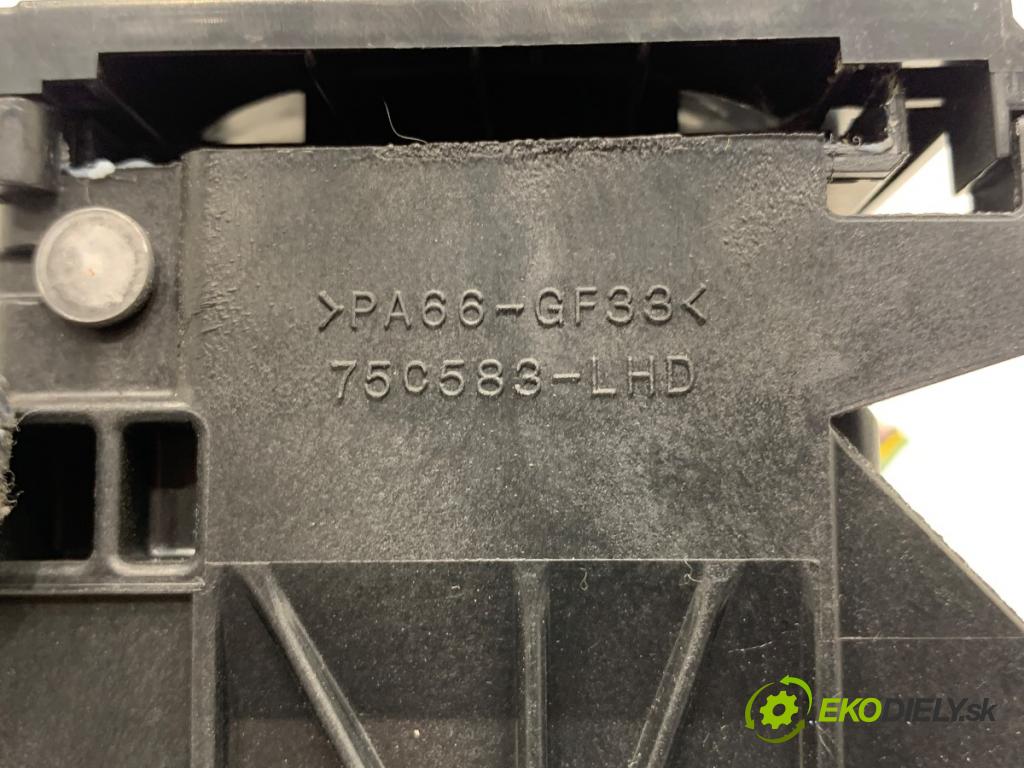 >PA66-GF33<
75C583-LHD
EKODIELY.sk